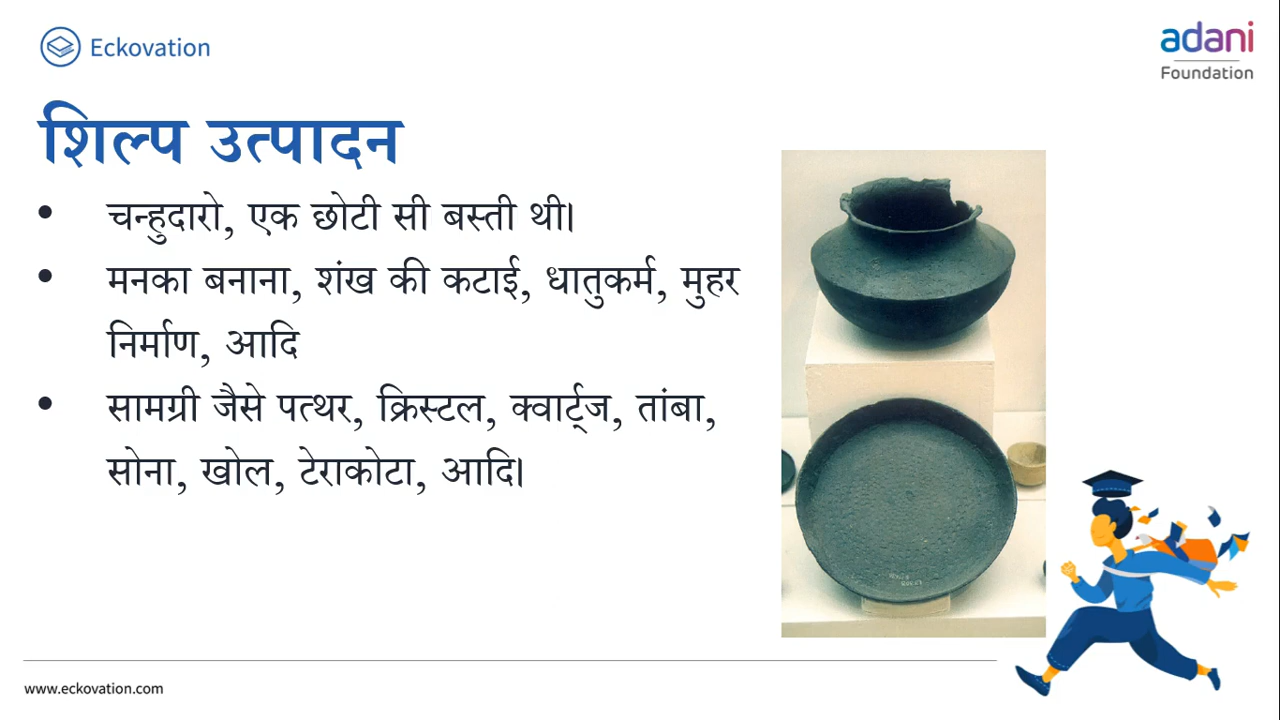 Eckovation
adani
Foundation
शिल्प उत्पादन
• चन्हुदारो, एक छोटी सी बस्ती थी।
• मनका बनाना, शंख की कटाई, धातुकर्म, मुहर
निर्माण, आदि
• सामग्री जैसे पत्थर, क्रिस्टल, क्वार्ट्ज, तांबा,
सोना, खोल, टेराकोटा, आदि।
www.eckovation.com